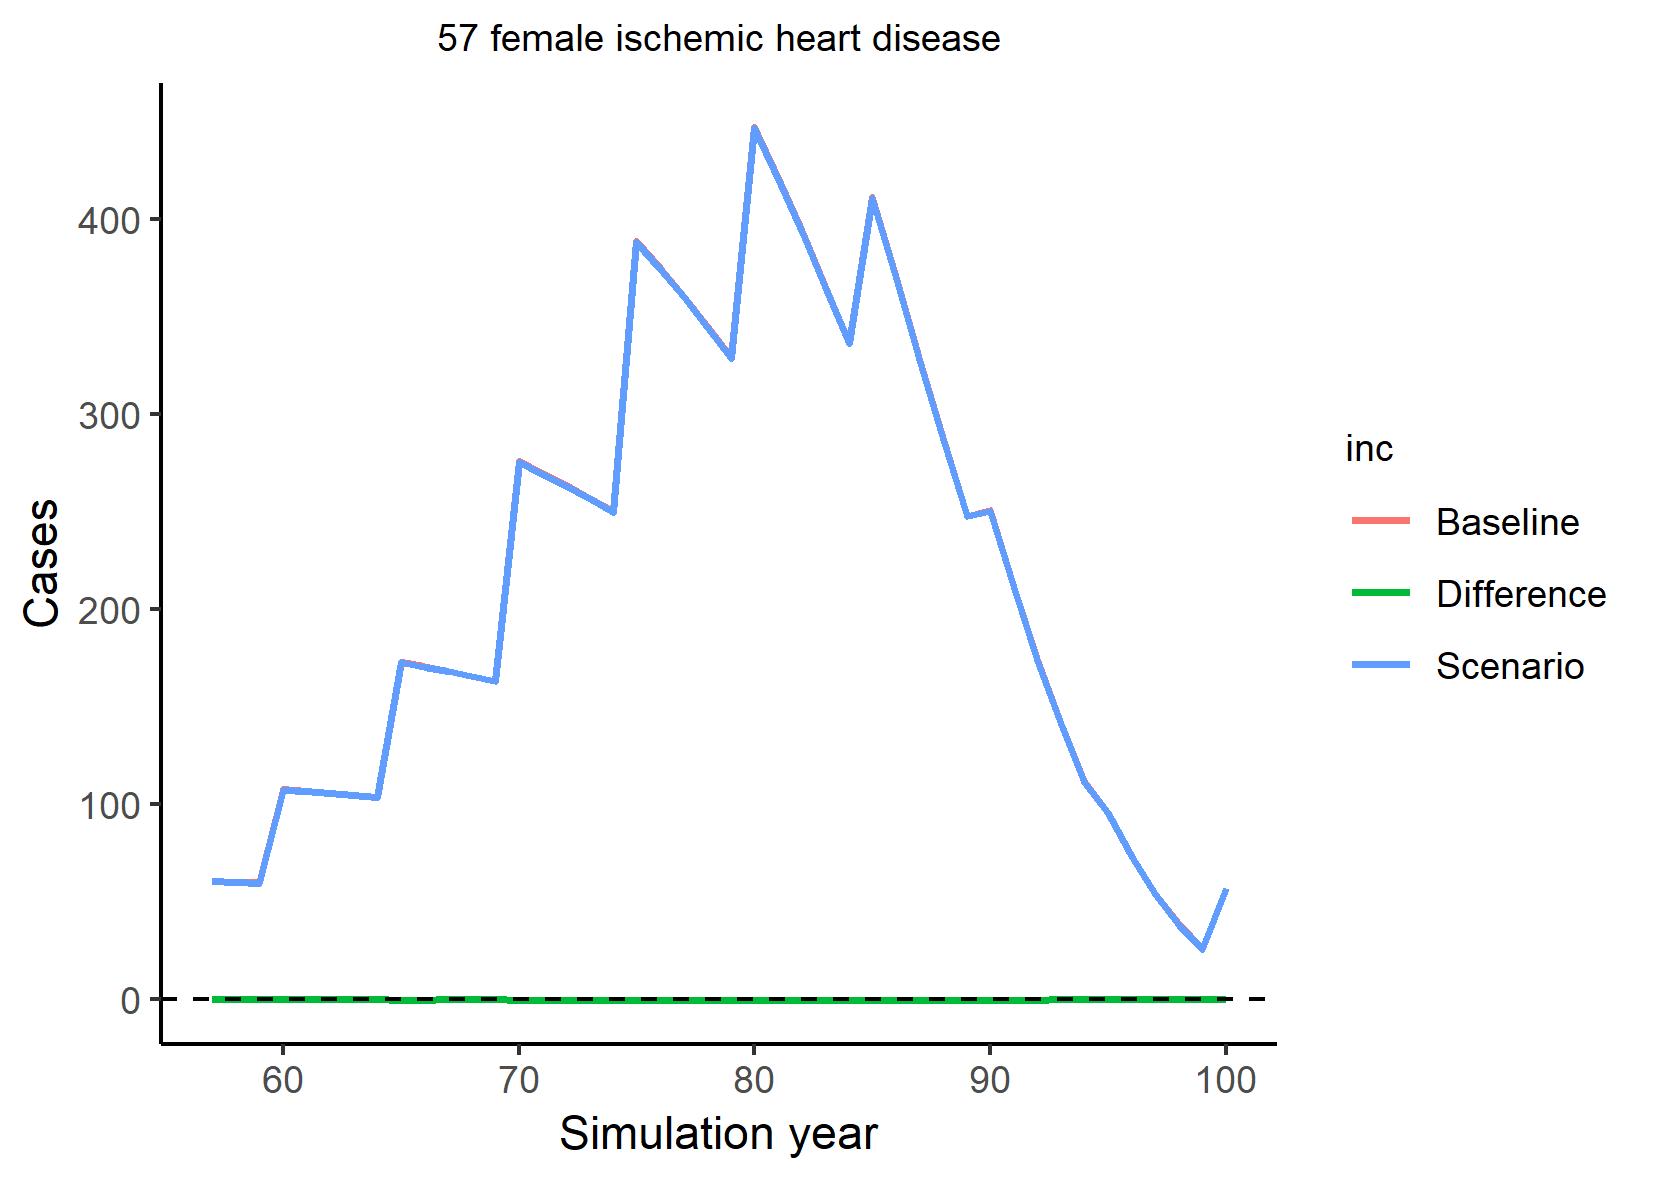 57 female ischemic heart disease
Cases
400
300
200
100
0
60 70 80 90 100
Simulation year
inc
Baseline
Difference
Scenario